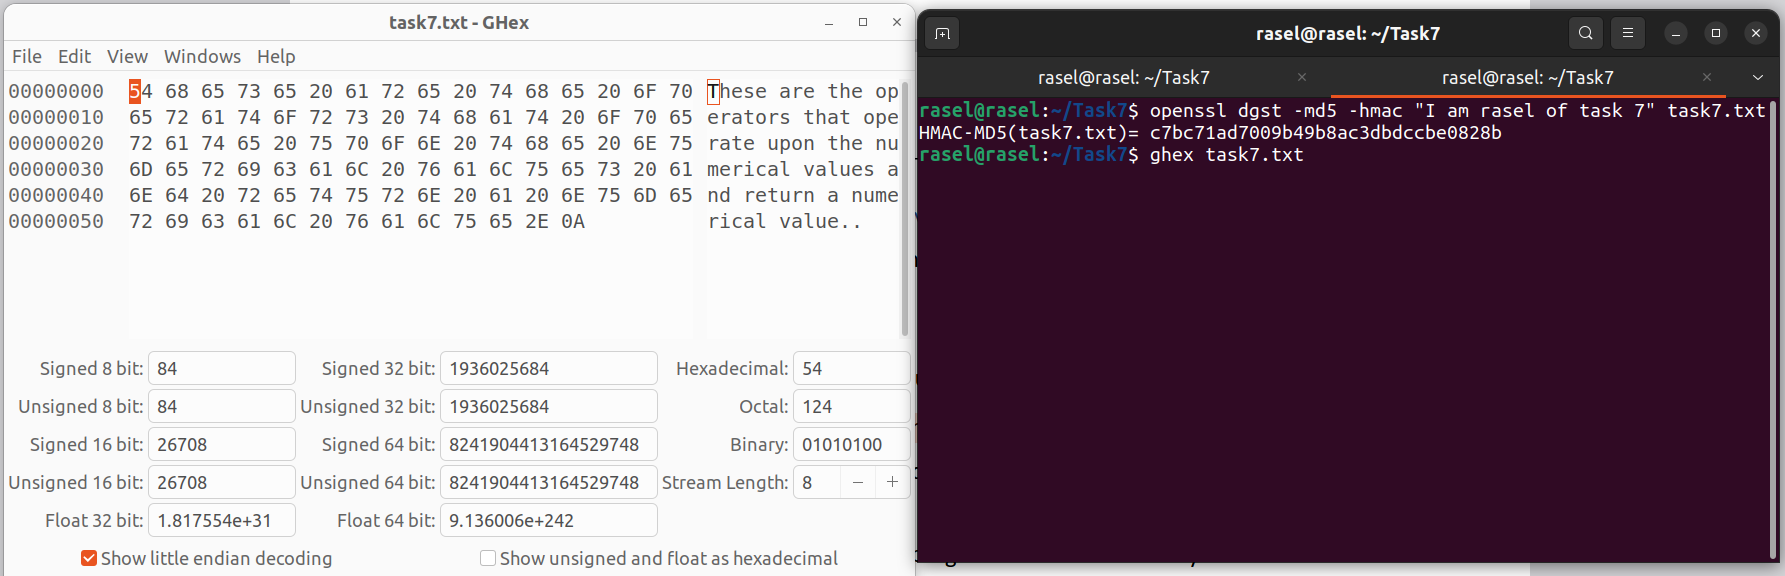 task7.txt - GHex
File Edit View Windows Help
00000000 54 68 65 73 65 20 61 72 65 20 74 68 65 20 6F 70 These are the op
00000010 65 72 61 74 6F 72 73 20 74 68 61 74 20 6F 70 65 erators that ope
00000020 72 61 74 65 20 75 70 6F 6E 20 74 68 65 20 6E 75 rate upon the nu
00000030 6D 65 72 69 63 61 6C 20 76 61 6C 75 65 73 20 61 merical values a
00000040 6E 64 20 72 65 74 75 72 6E 20 61 20 6E 75 6D 65 nd return a nume
00000050 72 69 63 61 6C 20 76 61 6C 75 65 2E 0A rical value..
Signed 8 bit: 84 Signed 32 bit: 1936025684 Hexadecimal: 54
Unsigned 8 bit: 84 Unsigned 32 bit: 1936025684 Octal: 124
Signed 16 bit: 26708 Signed 64 bit: 8241904413164529748 Binary: 01010100
Unsigned 16 bit: 26708 Unsigned 64 bit: 8241904413164529748 Stream Length: 8 − +
Float 32 bit: 1.817554e+31 Float 64 bit: 9.136006e+242
Show little endian decoding Show unsigned and float as hexadecimal
rasel@rasel: ~/Task7
rasel@rasel: ~/Task7 rasel@rasel: ~/Task7
rasel@rasel:~/Task7$ openssl dgst -md5 -hmac "I am rasel of task 7" task7.txt
HMAC-MD5(task7.txt)= c7bc71ad7009b49b8ac3dbdccbe0828b
rasel@rasel:~/Task7$ ghex task7.txt